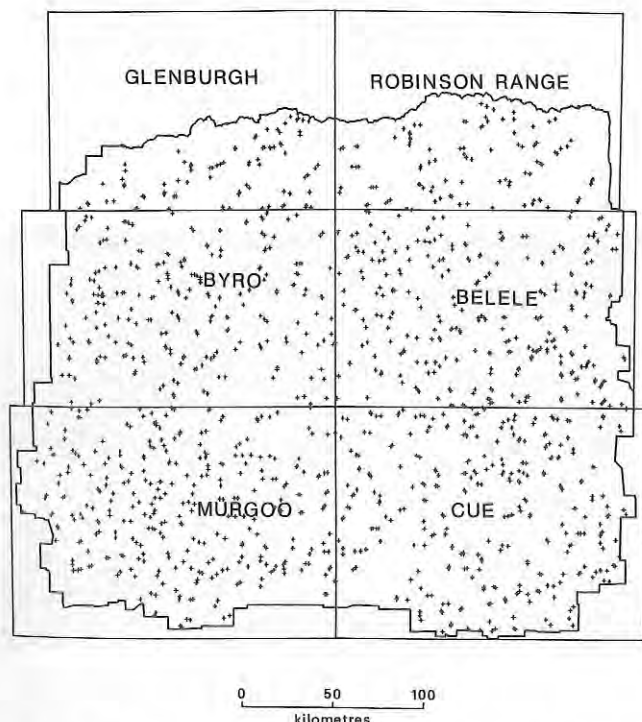 GLENBURGH
ROBINSON RANGE
BYRO
BELELE
MURGOO
CUE
0 50 100
kilometres